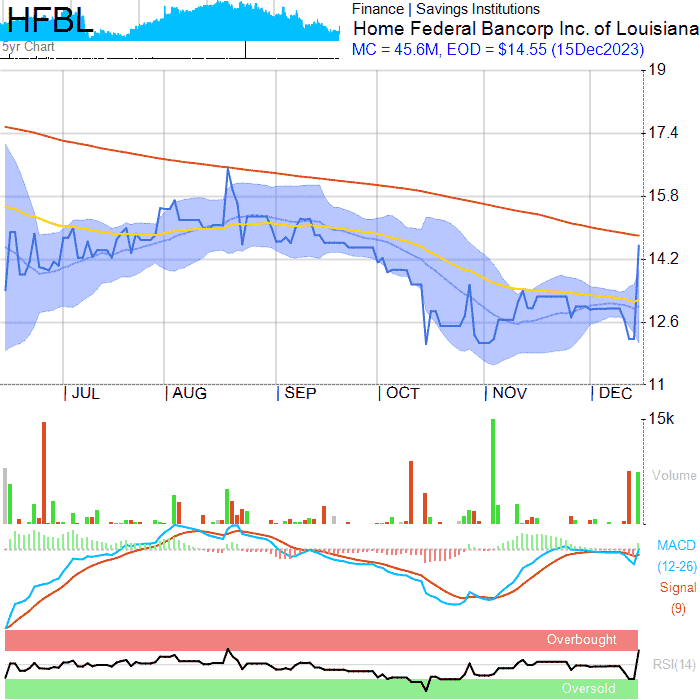 HFBL
5yr Chart
Finance | Savings Institutions
Home Federal Bancorp Inc. of Louisiana
MC = 45.6M, EOD = $14.55 (15Dec2023)
19
17.4
15.8
14.2
12.6
11
| JUL | AUG | SEP | OCT | NOV | DEC
15k
Volume
MACD
(12-26)
Signal
(9)
Overbought
RSI(14)
Oversold